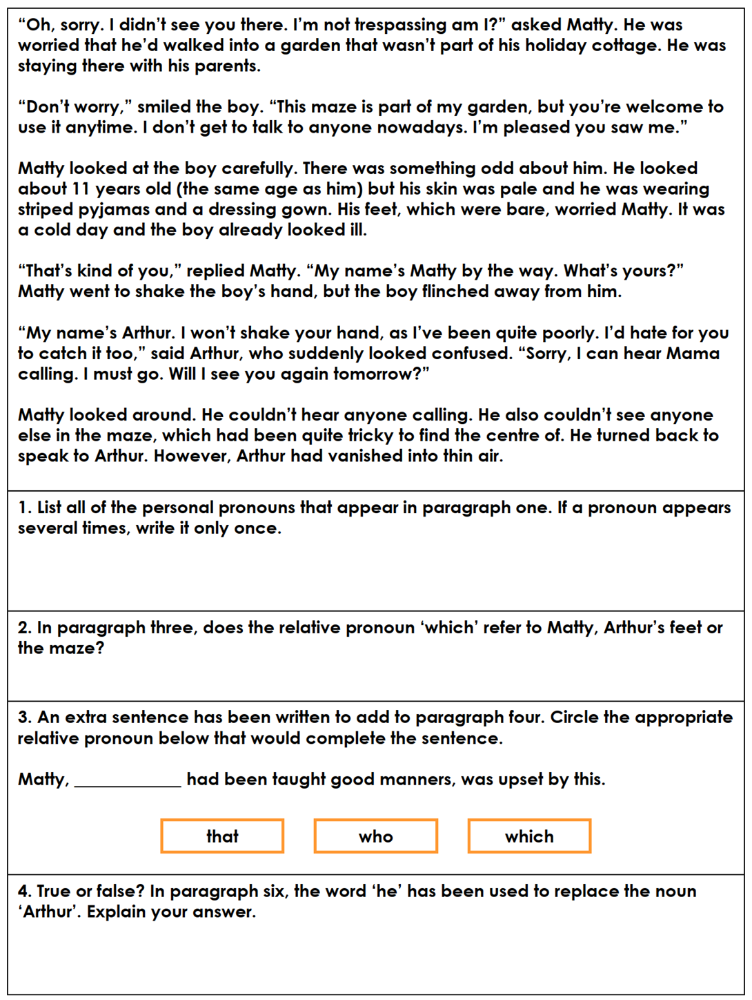 “Oh, sorry. I didn’t see you there. I’m not trespassing am I?” asked Matty. He was
worried that he’d walked into a garden that wasn’t part of his holiday cottage. He was
staying there with his parents.
“Don’t worry,” smiled the boy. “This maze is part of my garden, but you’re welcome to
use it anytime. I don’t get to talk to anyone nowadays. I’m pleased you saw me.”
Matty looked at the boy carefully. There was something odd about him. He looked
about 11 years old (the same age as him) but his skin was pale and he was wearing
striped pyjamas and a dressing gown. His feet, which were bare, worried Matty. It was
a cold day and the boy already looked ill.
“That’s kind of you,” replied Matty. “My name’s Matty by the way. What’s yours?”
Matty went to shake the boy’s hand, but the boy flinched away from him.
“My name’s Arthur. I won’t shake your hand, as I’ve been quite poorly. I’d hate for you
to catch it too,” said Arthur, who suddenly looked confused. “Sorry, I can hear Mama
calling. I must go. Will I see you again tomorrow?”
Matty looked around. He couldn’t hear anyone calling. He also couldn’t see anyone
else in the maze, which had been quite tricky to find the centre of. He turned back to
speak to Arthur. However, Arthur had vanished into thin air.
1. List all of the personal pronouns that appear in paragraph one. If a pronoun appears
several times, write it only once.
2. In paragraph three, does the relative pronoun ‘which’ refer to Matty, Arthur’s feet or
the maze?
3. An extra sentence has been written to add to paragraph four. Circle the appropriate
relative pronoun below that would complete the sentence.
Matty, ____________ had been taught good manners, was upset by this.
that who which
4. True or false? In paragraph six, the word ‘he’ has been used to replace the noun
‘Arthur’. Explain your answer.